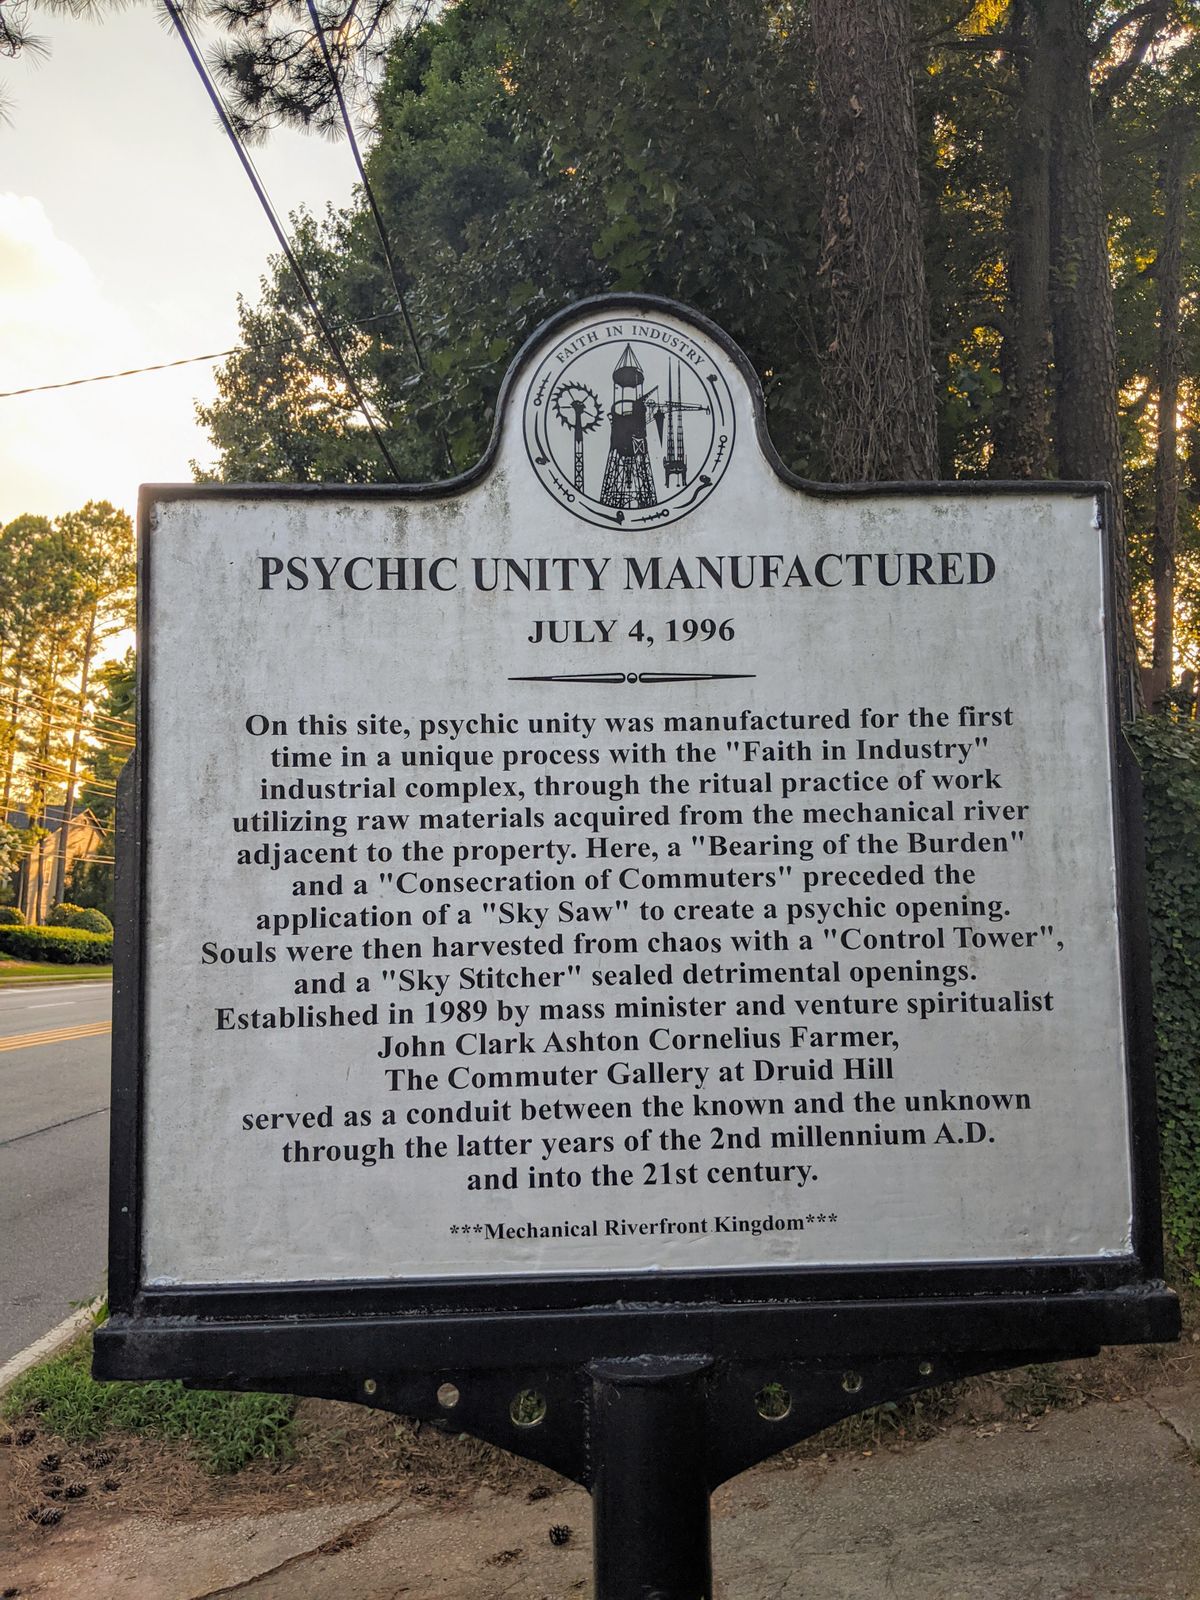 FAITH IN INDUSTRY
PSYCHIC UNITY MANUFACTURED
JULY 4, 1996
On this site, psychic unity was manufactured for the first
time in a unique process with the "Faith in Industry"
industrial complex, through the ritual practice of work
utilizing raw materials acquired from the mechanical river
adjacent to the property. Here, a "Bearing of the Burden"
and a "Consecration of Commuters" preceded the
application of a "Sky Saw" to create a psychic opening.
Souls were then harvested from chaos with a "Control Tower",
and a "Sky Stitcher" sealed detrimental openings.
Established in 1989 by mass minister and venture spiritualist
John Clark Ashton Cornelius Farmer,
The Commuter Gallery at Druid Hill
served as a conduit between the known and the unknown
through the latter years of the 2nd millennium A.D.
and into the 21st century.
***Mechanical Riverfront Kingdom***